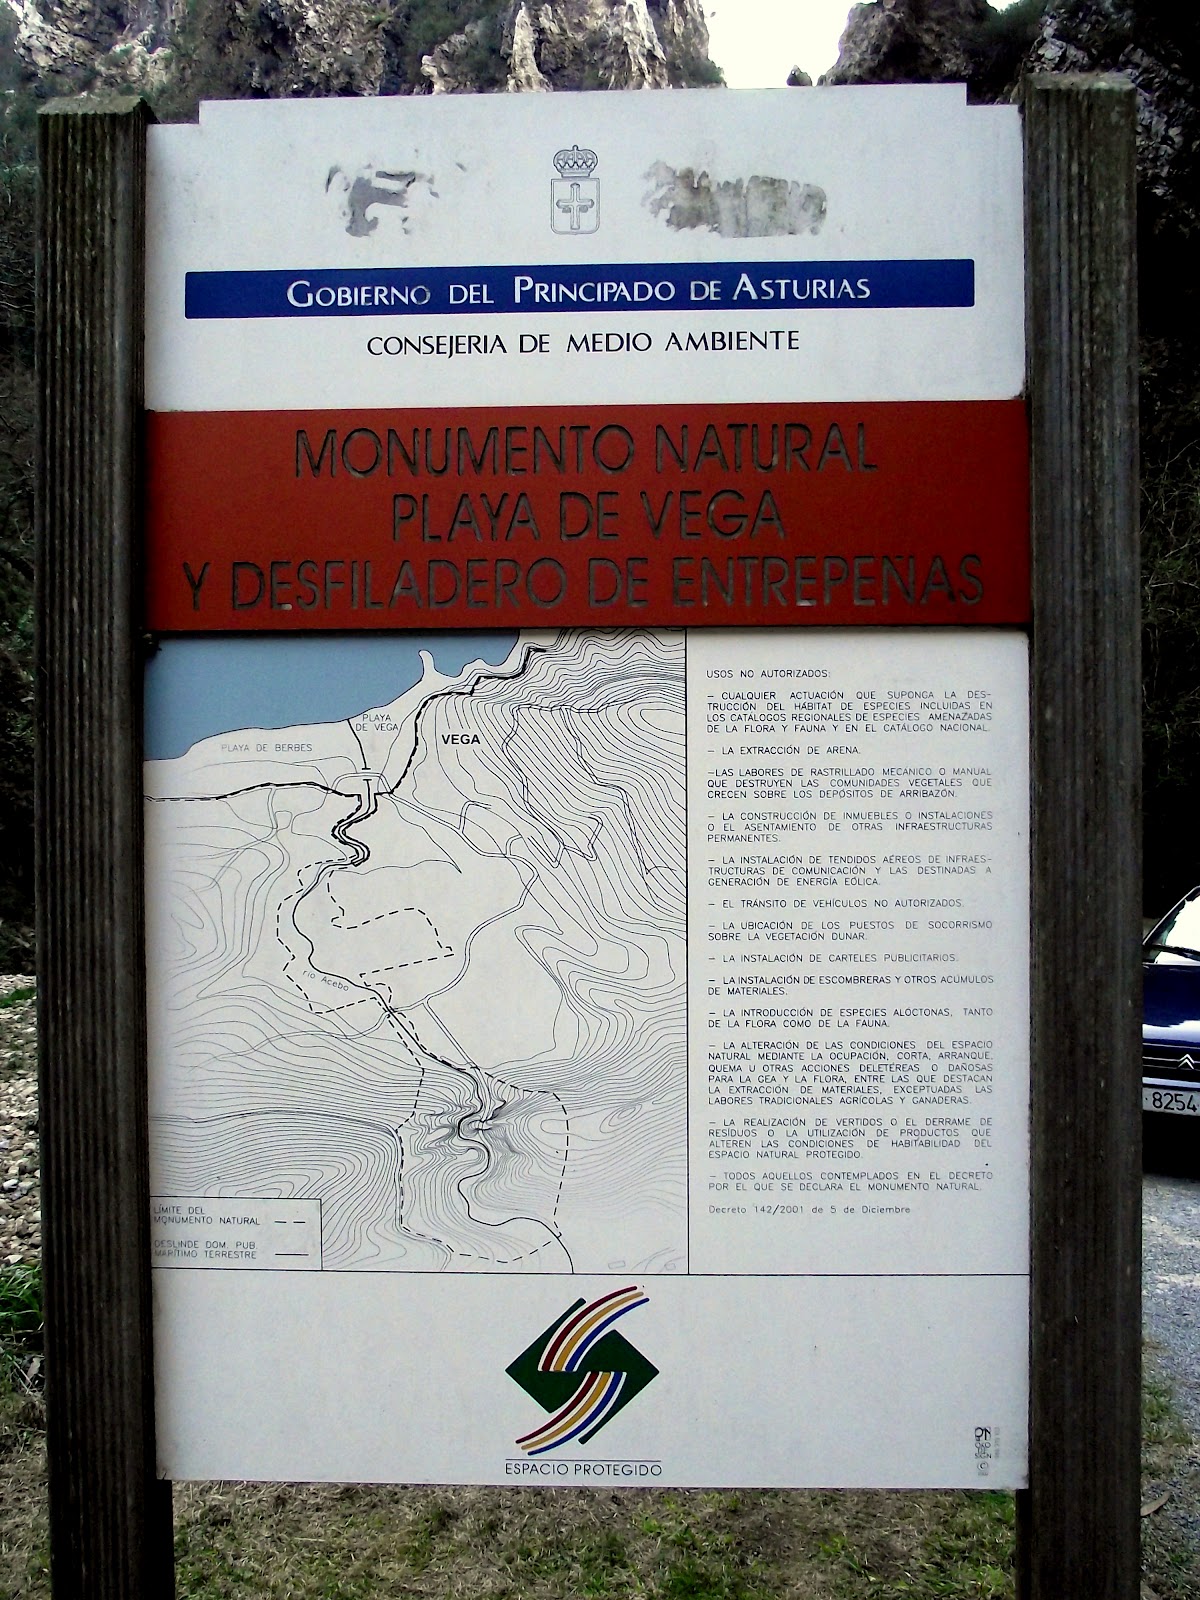 GOBIERNO DEL PRINCIPADO DE ASTURIAS
CONSEJERIA DE MEDIO AMBIENTE
MONUMENTO NATURAL
PLAYA DE VEGA
Y DESFILADERO DE ENTREPEÑAS
PLAYA
DE VEGA
VEGA
PLAYA DE BERBES
río Acebo
LÍMITE DEL
MONUMENTO NATURAL
DESLINDE DOM. PUB.
MARÍTIMO TERRESTRE
USOS NO AUTORIZADOS:
– CUALQUIER ACTUACIÓN QUE SUPONGA LA DES-
TRUCCIÓN DEL HÁBITAT DE ESPECIES INCLUIDAS EN
LOS CATÁLOGOS REGIONALES DE ESPECIES AMENAZADAS
DE LA FLORA Y FAUNA Y EN EL CATÁLOGO NACIONAL.
– LA EXTRACCIÓN DE ARENA.
–LAS LABORES DE RASTRILLADO MECÁNICO O MANUAL
QUE DESTRUYEN LAS COMUNIDADES VEGETALES QUE
CRECEN SOBRE LOS DEPÓSITOS DE ARRIBAZÓN.
– LA CONSTRUCCIÓN DE INMUEBLES O INSTALACIONES
O EL ASENTAMIENTO DE OTRAS INFRAESTRUCTURAS
PERMANENTES.
– LA INSTALACIÓN DE TENDIDOS AÉREOS DE INFRAES-
TRUCTURAS DE COMUNICACIÓN Y LAS DESTINADAS A
GENERACIÓN DE ENERGÍA EÓLICA.
– EL TRÁNSITO DE VEHÍCULOS NO AUTORIZADOS.
– LA UBICACIÓN DE LOS PUESTOS DE SOCORRISMO
SOBRE LA VEGETACIÓN DUNAR.
– LA INSTALACIÓN DE CARTELES PUBLICITARIOS.
– LA INSTALACIÓN DE ESCOMBRERAS Y OTROS ACÚMULOS
DE MATERIALES.
– LA INTRODUCCIÓN DE ESPECIES ALÓCTONAS, TANTO
DE LA FLORA COMO DE LA FAUNA.
– LA ALTERACIÓN DE LAS CONDICIONES DEL ESPACIO
NATURAL MEDIANTE LA OCUPACIÓN, CORTA, ARRANQUE,
QUEMA U OTRAS ACCIONES DELETÉREAS O DAÑOSAS
PARA LA GEA Y LA FLORA, ENTRE LAS QUE DESTACAN
LA EXTRACCIÓN DE MATERIALES, EXCEPTUADAS LAS
LABORES TRADICIONALES AGRÍCOLAS Y GANADERAS.
– LA REALIZACIÓN DE VERTIDOS O EL DERRAME DE
RESÍDUOS O LA UTILIZACIÓN DE PRODUCTOS QUE
ALTEREN LAS CONDICIONES DE HABITABILIDAD DEL
ESPACIO NATURAL PROTEGIDO.
– TODOS AQUELLOS CONTEMPLADOS EN EL DECRETO
POR EL QUE SE DECLARA EL MONUMENTO NATURAL.
Decreto 142/2001 de 5 de Diciembre
ESPACIO PROTEGIDO
8254